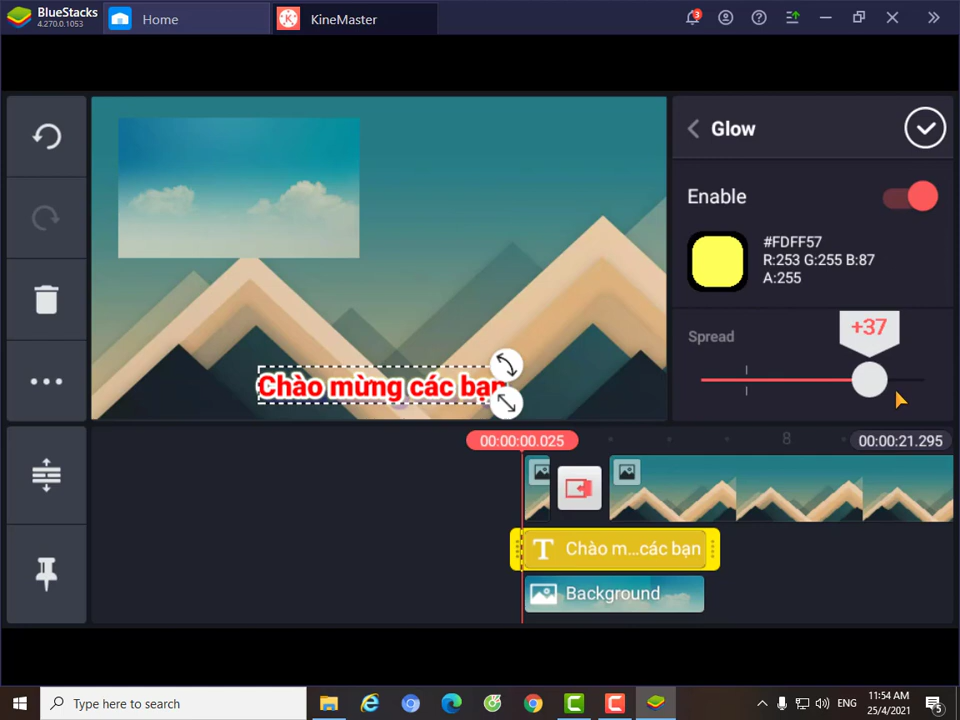 BlueStacks
4.270.0.1053
Home
KineMaster
3
Glow
Enable
#FDFF57
R:253 G:255 B:87
A:255
Spread
+37
Chào mừng các bạn
00:00:00.025
8
00:00:21.295
T
Chào m...các bạn
Background
Type here to search
ENG
11:54 AM
25/4/2021
5